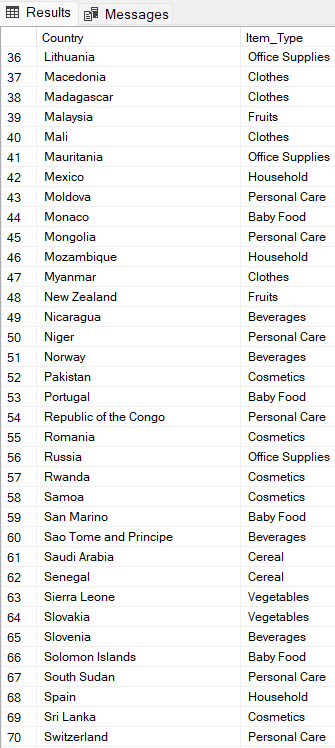 Results Messages
Country Item_Type
36 Lithuania Office Supplies
37 Macedonia Clothes
38 Madagascar Clothes
39 Malaysia Fruits
40 Mali Clothes
41 Mauritania Office Supplies
42 Mexico Household
43 Moldova Personal Care
44 Monaco Baby Food
45 Mongolia Personal Care
46 Mozambique Household
47 Myanmar Clothes
48 New Zealand Fruits
49 Nicaragua Beverages
50 Niger Personal Care
51 Norway Beverages
52 Pakistan Cosmetics
53 Portugal Baby Food
54 Republic of the Congo Personal Care
55 Romania Cosmetics
56 Russia Office Supplies
57 Rwanda Cosmetics
58 Samoa Cosmetics
59 San Marino Baby Food
60 Sao Tome and Principe Beverages
61 Saudi Arabia Cereal
62 Senegal Cereal
63 Sierra Leone Vegetables
64 Slovakia Vegetables
65 Slovenia Beverages
66 Solomon Islands Baby Food
67 South Sudan Personal Care
68 Spain Household
69 Sri Lanka Cosmetics
70 Switzerland Personal Care